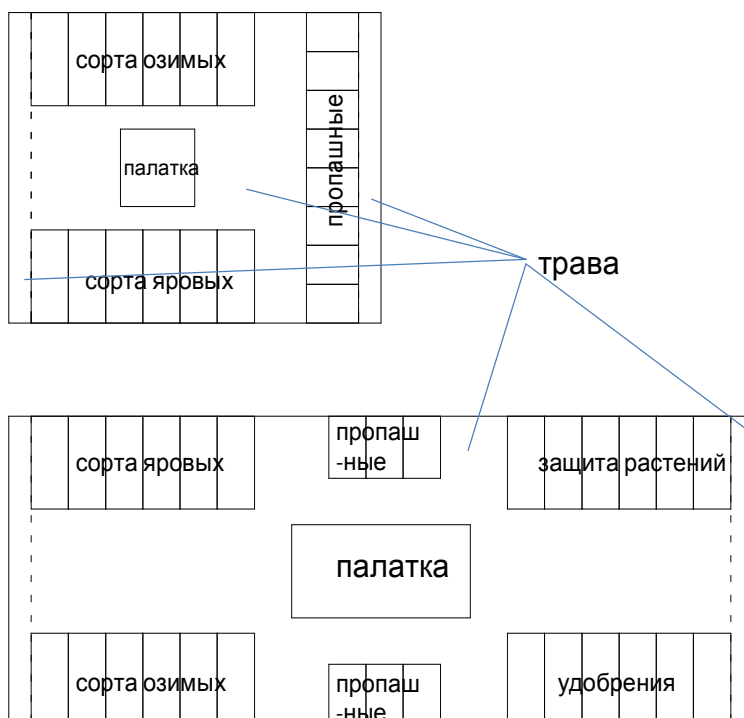 сорта озимых
палатка
пропашные
сорта яровых
трава
сорта яровых
пропаш
-ные
защита растений
палатка
сорта озимых
пропаш
-ные
удобрения